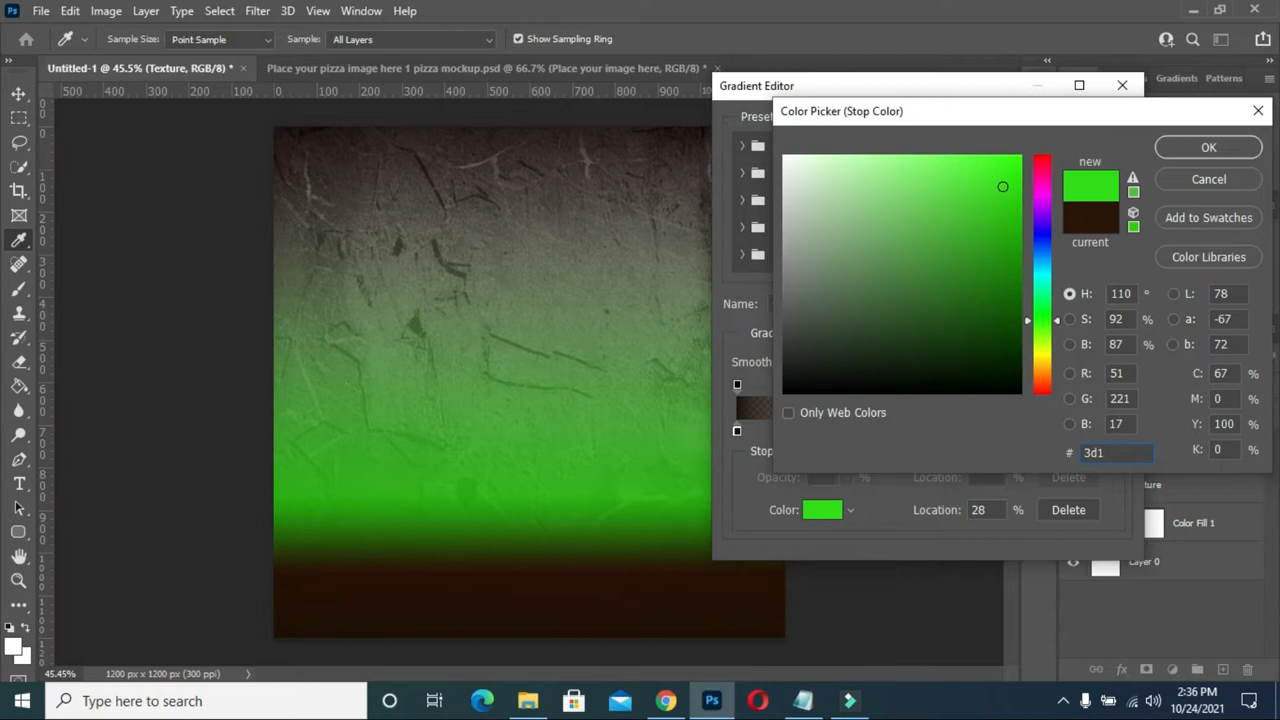 Ps File Edit Image Layer Type Select Filter 3D View Window Help
Sample Size: Point Sample Sample: All Layers Show Sampling Ring
Untitled-1 @ 45.5% (Texture, RGB/8) * × Place your pizza image here 1 pizza mockup.psd @ 66.7% (Place your image here, RGB/8) * ×
Gradients Patterns
500 400 300 200 100 0 100 200 300 400 500 600 700 800 900
Gradient Editor
Color Picker (Stop Color)
OK
Cancel
Add to Swatches
Color Libraries
new
current
H: 110 °
S: 92 %
B: 87 %
R: 51
G: 221
B: 17
L: 78
a: -67
b: 72
C: 67 %
M: 0 %
Y: 100 %
K: 0 %
# 3d1
Only Web Colors
Name:
Opacity: % Location: % Delete
Color: Location: 28 % Delete
Color Fill 1
Layer 0
45.45% 1200 px x 1200 px (300 ppi)
Type here to search
Ps
2:36 PM
10/24/2021